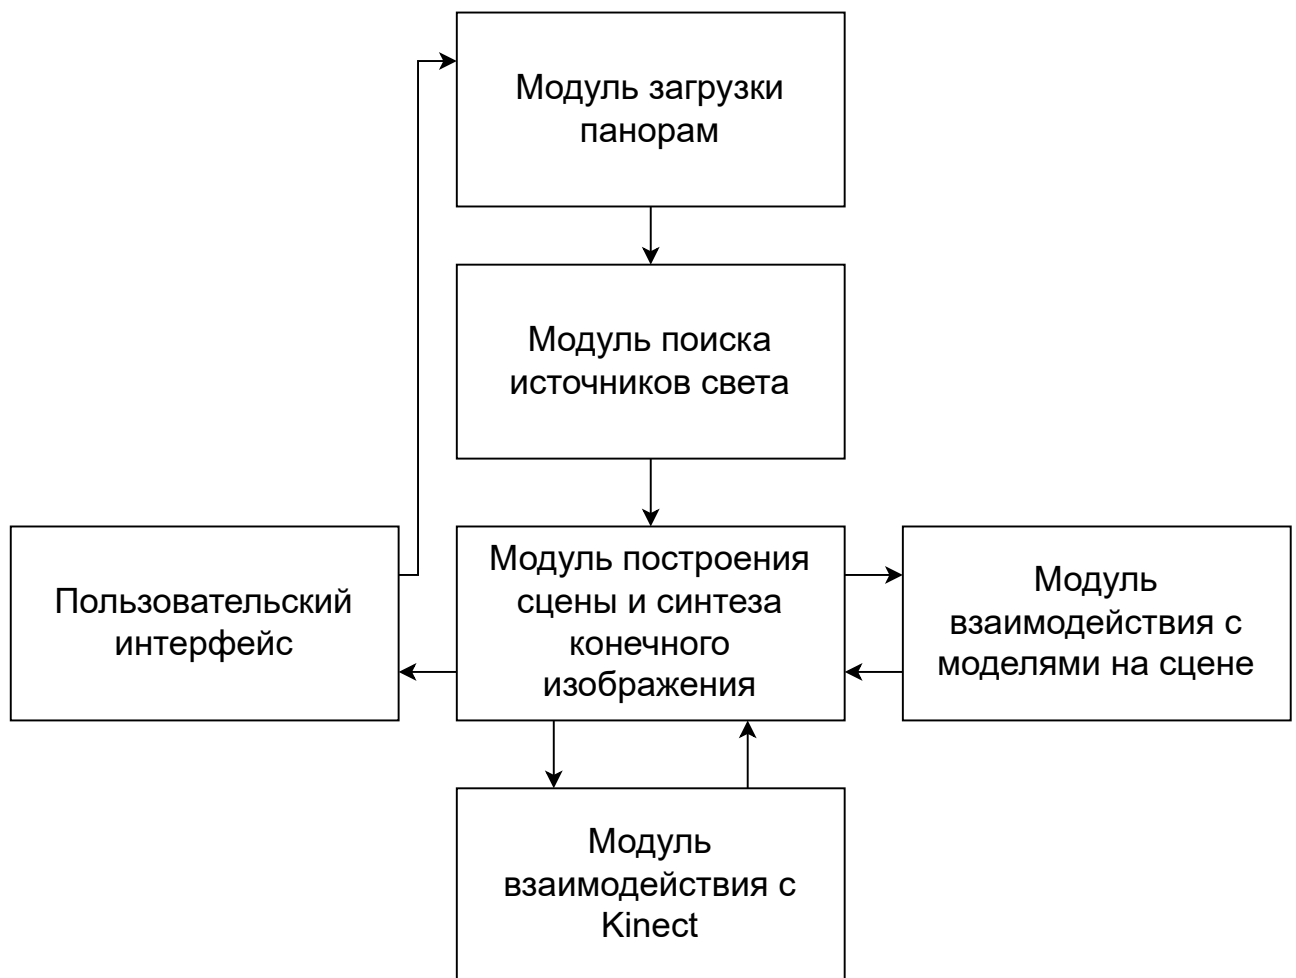 Модуль загрузки
панорам
Модуль поиска
источников света
Пользовательский
интерфейс
Модуль построения
сцены и синтеза
конечного
изображения
Модуль
взаимодействия с
моделями на сцене
Модуль
взаимодействия с
Kinect